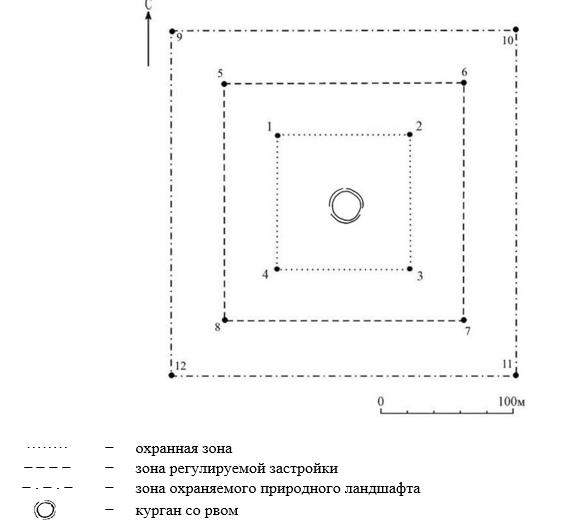 С
9
10
5
6
1
2
4
3
8
7
12
11
0
100м
– охранная зона
– зона регулируемой застройки
– зона охраняемого природного ландшафта
– курган со рвом